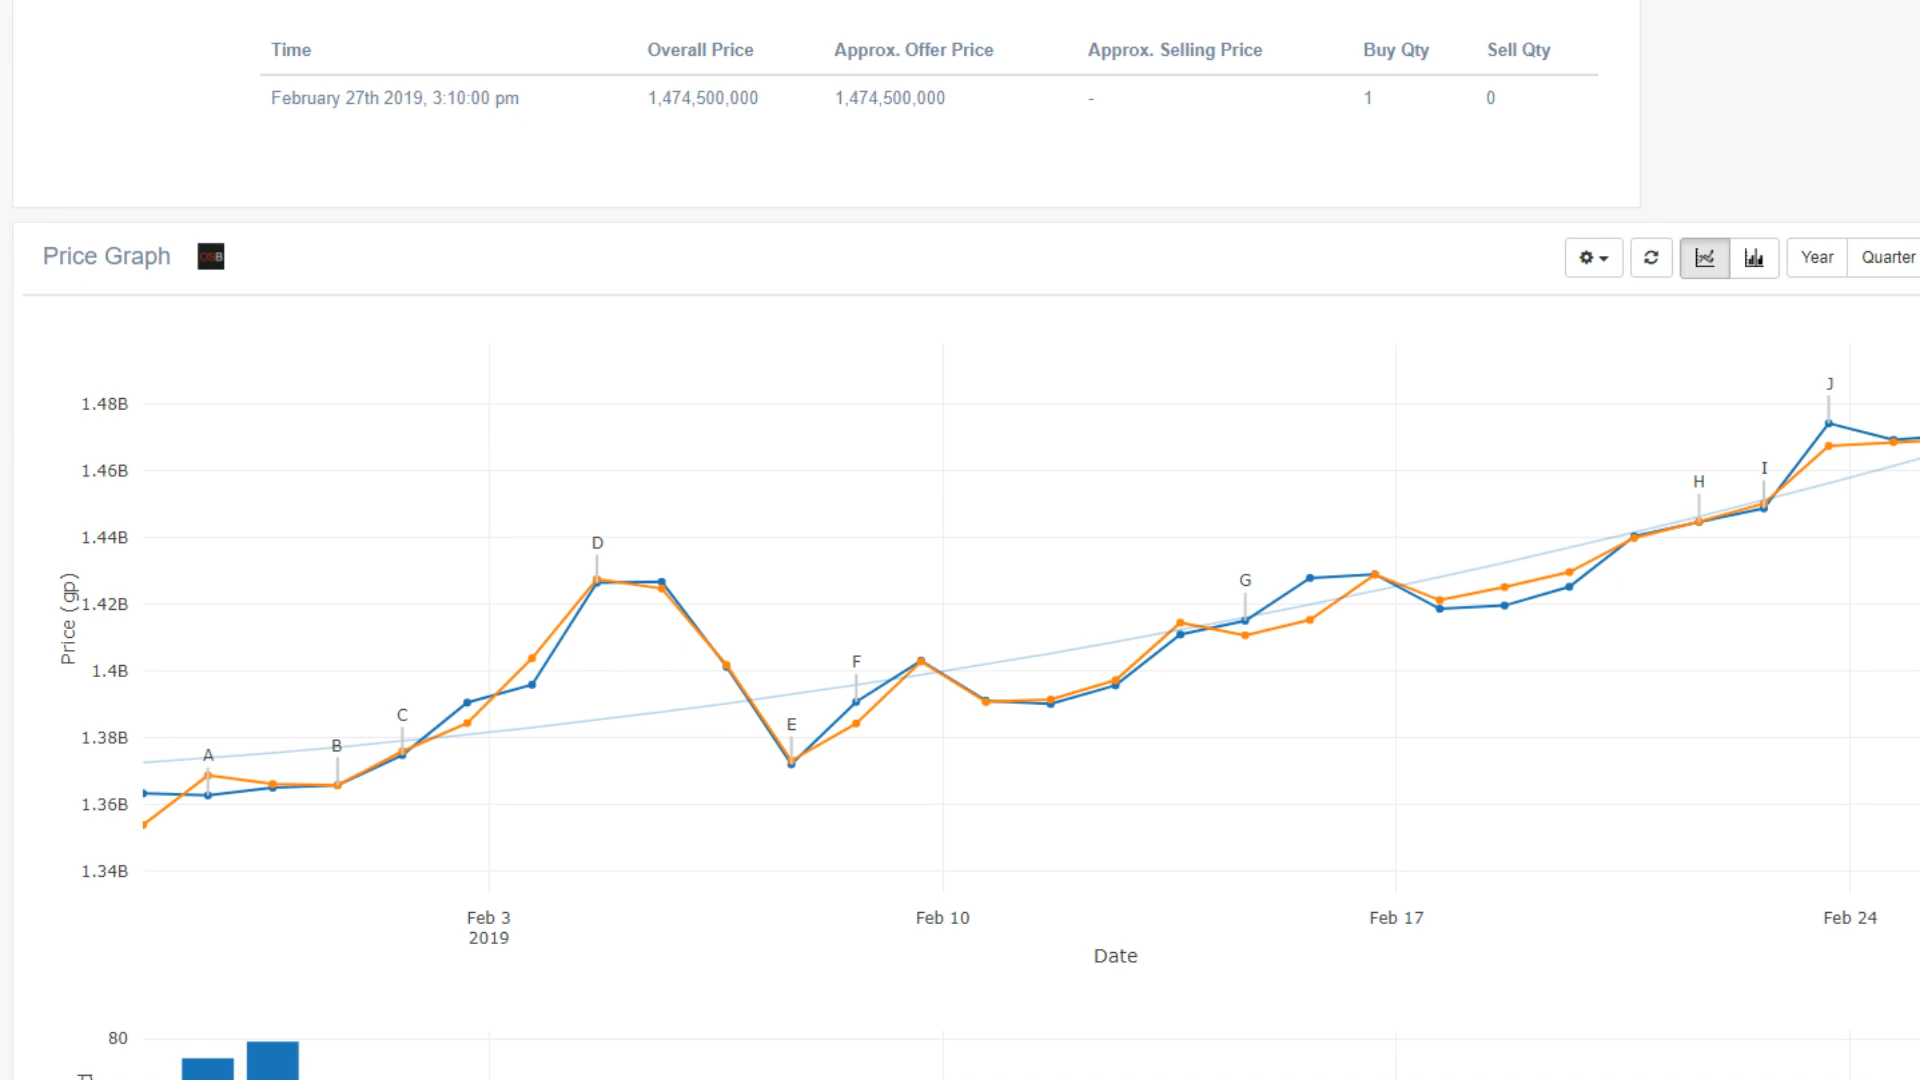 Time Overall Price Approx. Offer Price Approx. Selling Price Buy Qty Sell Qty
February 27th 2019, 3:10:00 pm 1,474,500,000 1,474,500,000 - 1 0
Price Graph OSB Year Quarter
J
1.48B
I
1.46B
H
D
1.44B
G
1.42B
Price (gp)
F
1.4B
C
E
1.38B
B
A
1.36B
1.34B
Feb 3 Feb 10 Feb 17 Feb 24
2019
Date
80